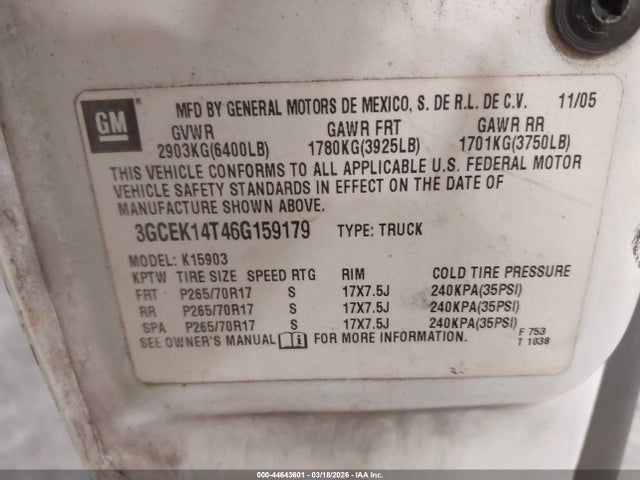 GM
MFD BY GENERAL MOTORS DE MEXICO, S. DE R.L. DE C.V. 11/05
GVWR GAWR FRT GAWR RR
2903KG(6400LB) 1780KG(3925LB) 1701KG(3750LB)
THIS VEHICLE CONFORMS TO ALL APPLICABLE U.S. FEDERAL MOTOR
VEHICLE SAFETY STANDARDS IN EFFECT ON THE DATE OF
MANUFACTURE SHOWN ABOVE.
3GCEK14T46G159179 TYPE: TRUCK
MODEL: K15903
KPTW TIRE SIZE SPEED RTG RIM COLD TIRE PRESSURE
FRT P265/70R17 S 17X7.5J 240KPA(35PSI)
RR P265/70R17 S 17X7.5J 240KPA(35PSI)
SPA P265/70R17 S 17X7.5J 240KPA(35PSI)
SEE OWNER'S MANUAL i FOR MORE INFORMATION.
F 753
T 1038
000-44643601 - 03/18/2026 - IAA Inc.